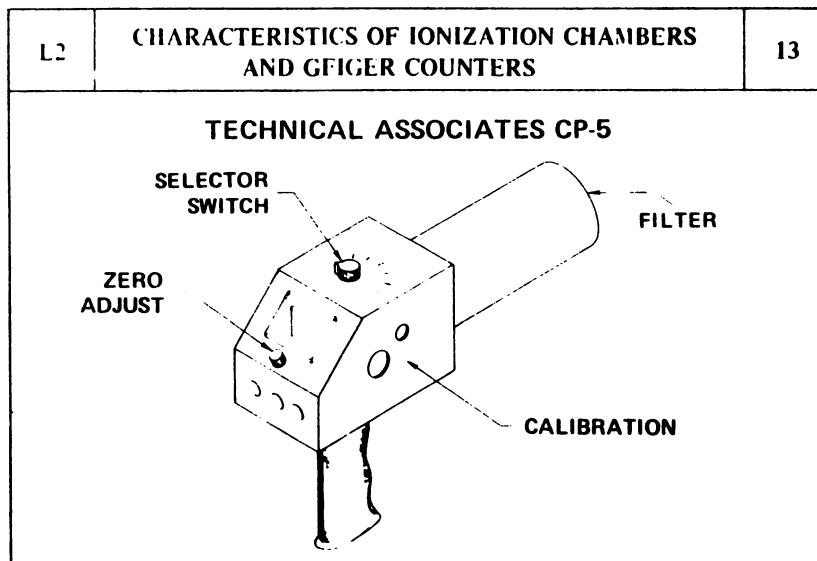 L2
CHARACTERISTICS OF IONIZATION CHAMBERS
AND GEIGER COUNTERS
13
TECHNICAL ASSOCIATES CP-5
SELECTOR
SWITCH
FILTER
ZERO
ADJUST
CALIBRATION